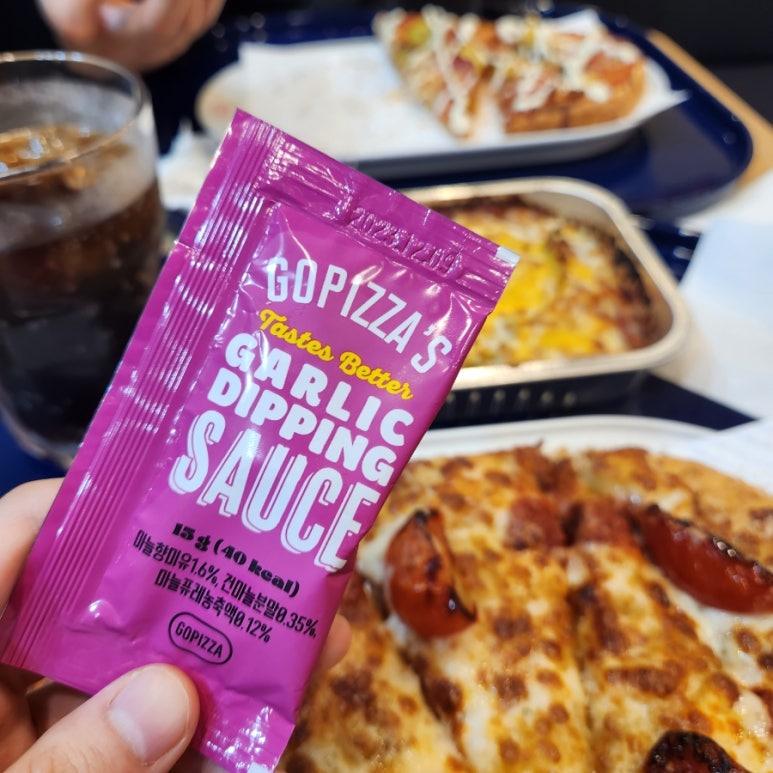 GOPIZZA'S
Tastes Better
GARLIC
DIPPING
SAUCE
15 g (40 kcal)
마늘향미유1.6%, 건마늘분말0.35%,
마늘퓨레농축액0.12%
GOPIZZA